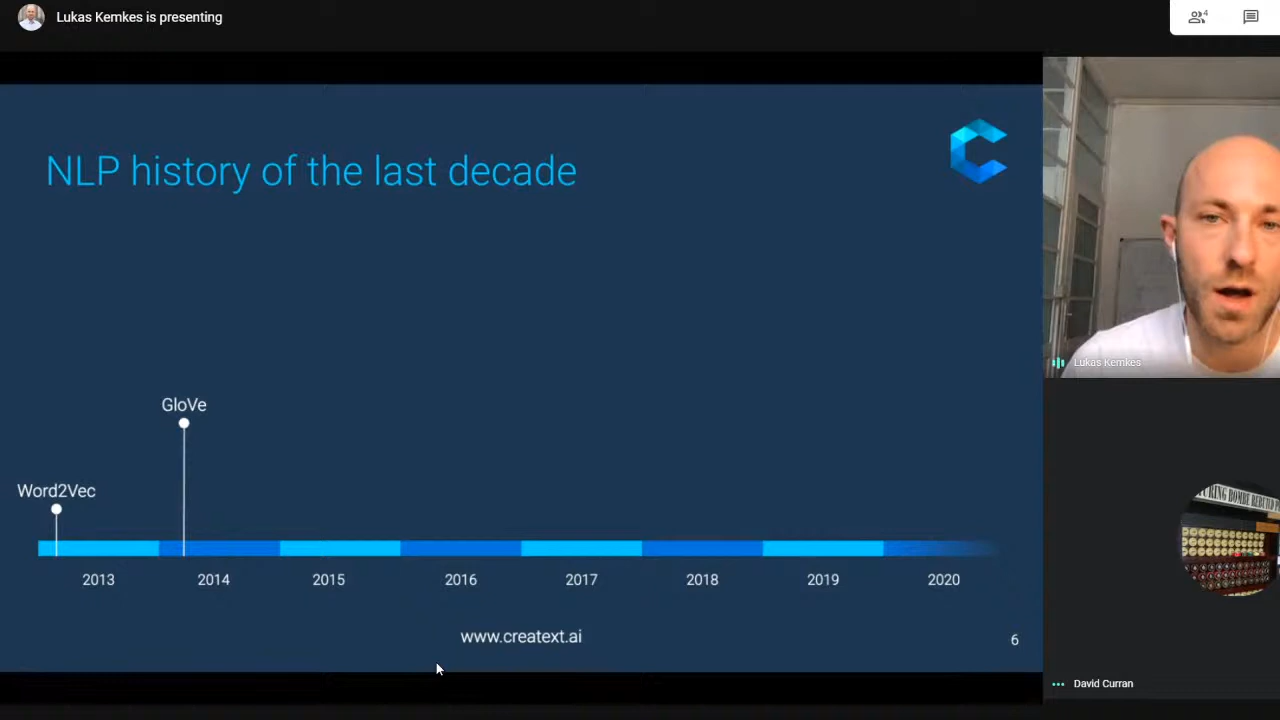 Lukas Kemkes is presenting
4
NLP history of the last decade
GloVe
Word2Vec
2013 2014 2015 2016 2017 2018 2019 2020
www.creatext.ai
6
Lukas Kemkes
David Curran